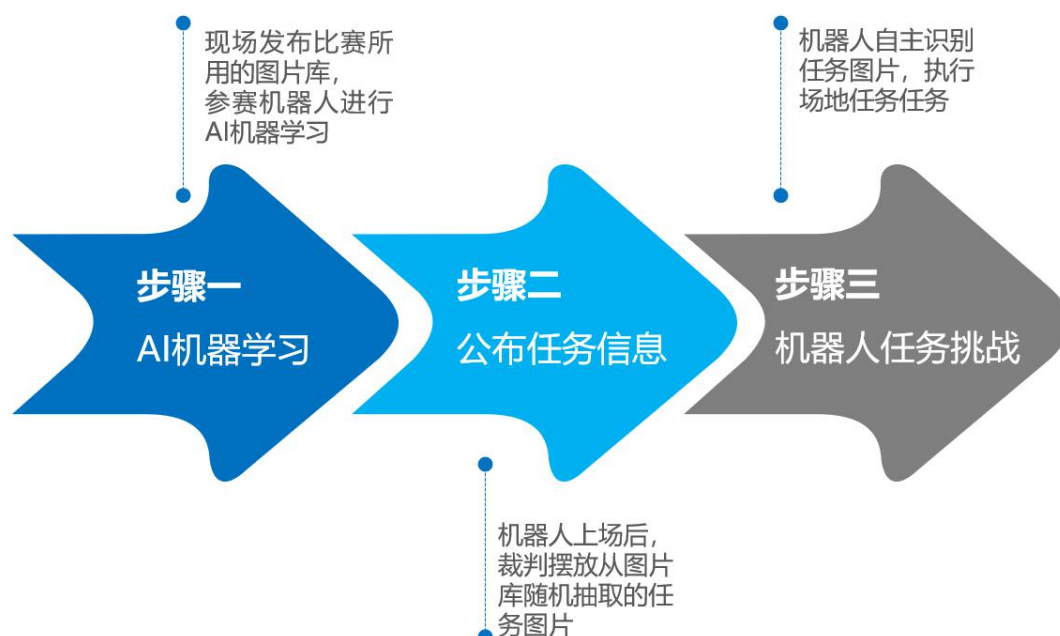 现场发布比赛所
用的图片库，
参赛机器人进行
AI机器学习
步骤一
AI机器学习
机器人上场后，
裁判摆放从图片
库随机抽取的任
务图片
步骤二
公布任务信息
机器人自主识别
任务图片，执行
场地任务任务
步骤三
机器人任务挑战